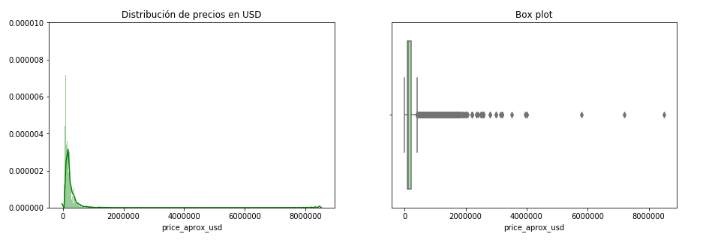 Distribución de precios en USD
0.000010
0.000008
0.000006
0.000004
0.000002
0.000000
0 2000000 4000000 6000000 8000000
price_aprox_usd
Box plot
0 2000000 4000000 6000000 8000000
price_aprox_usd